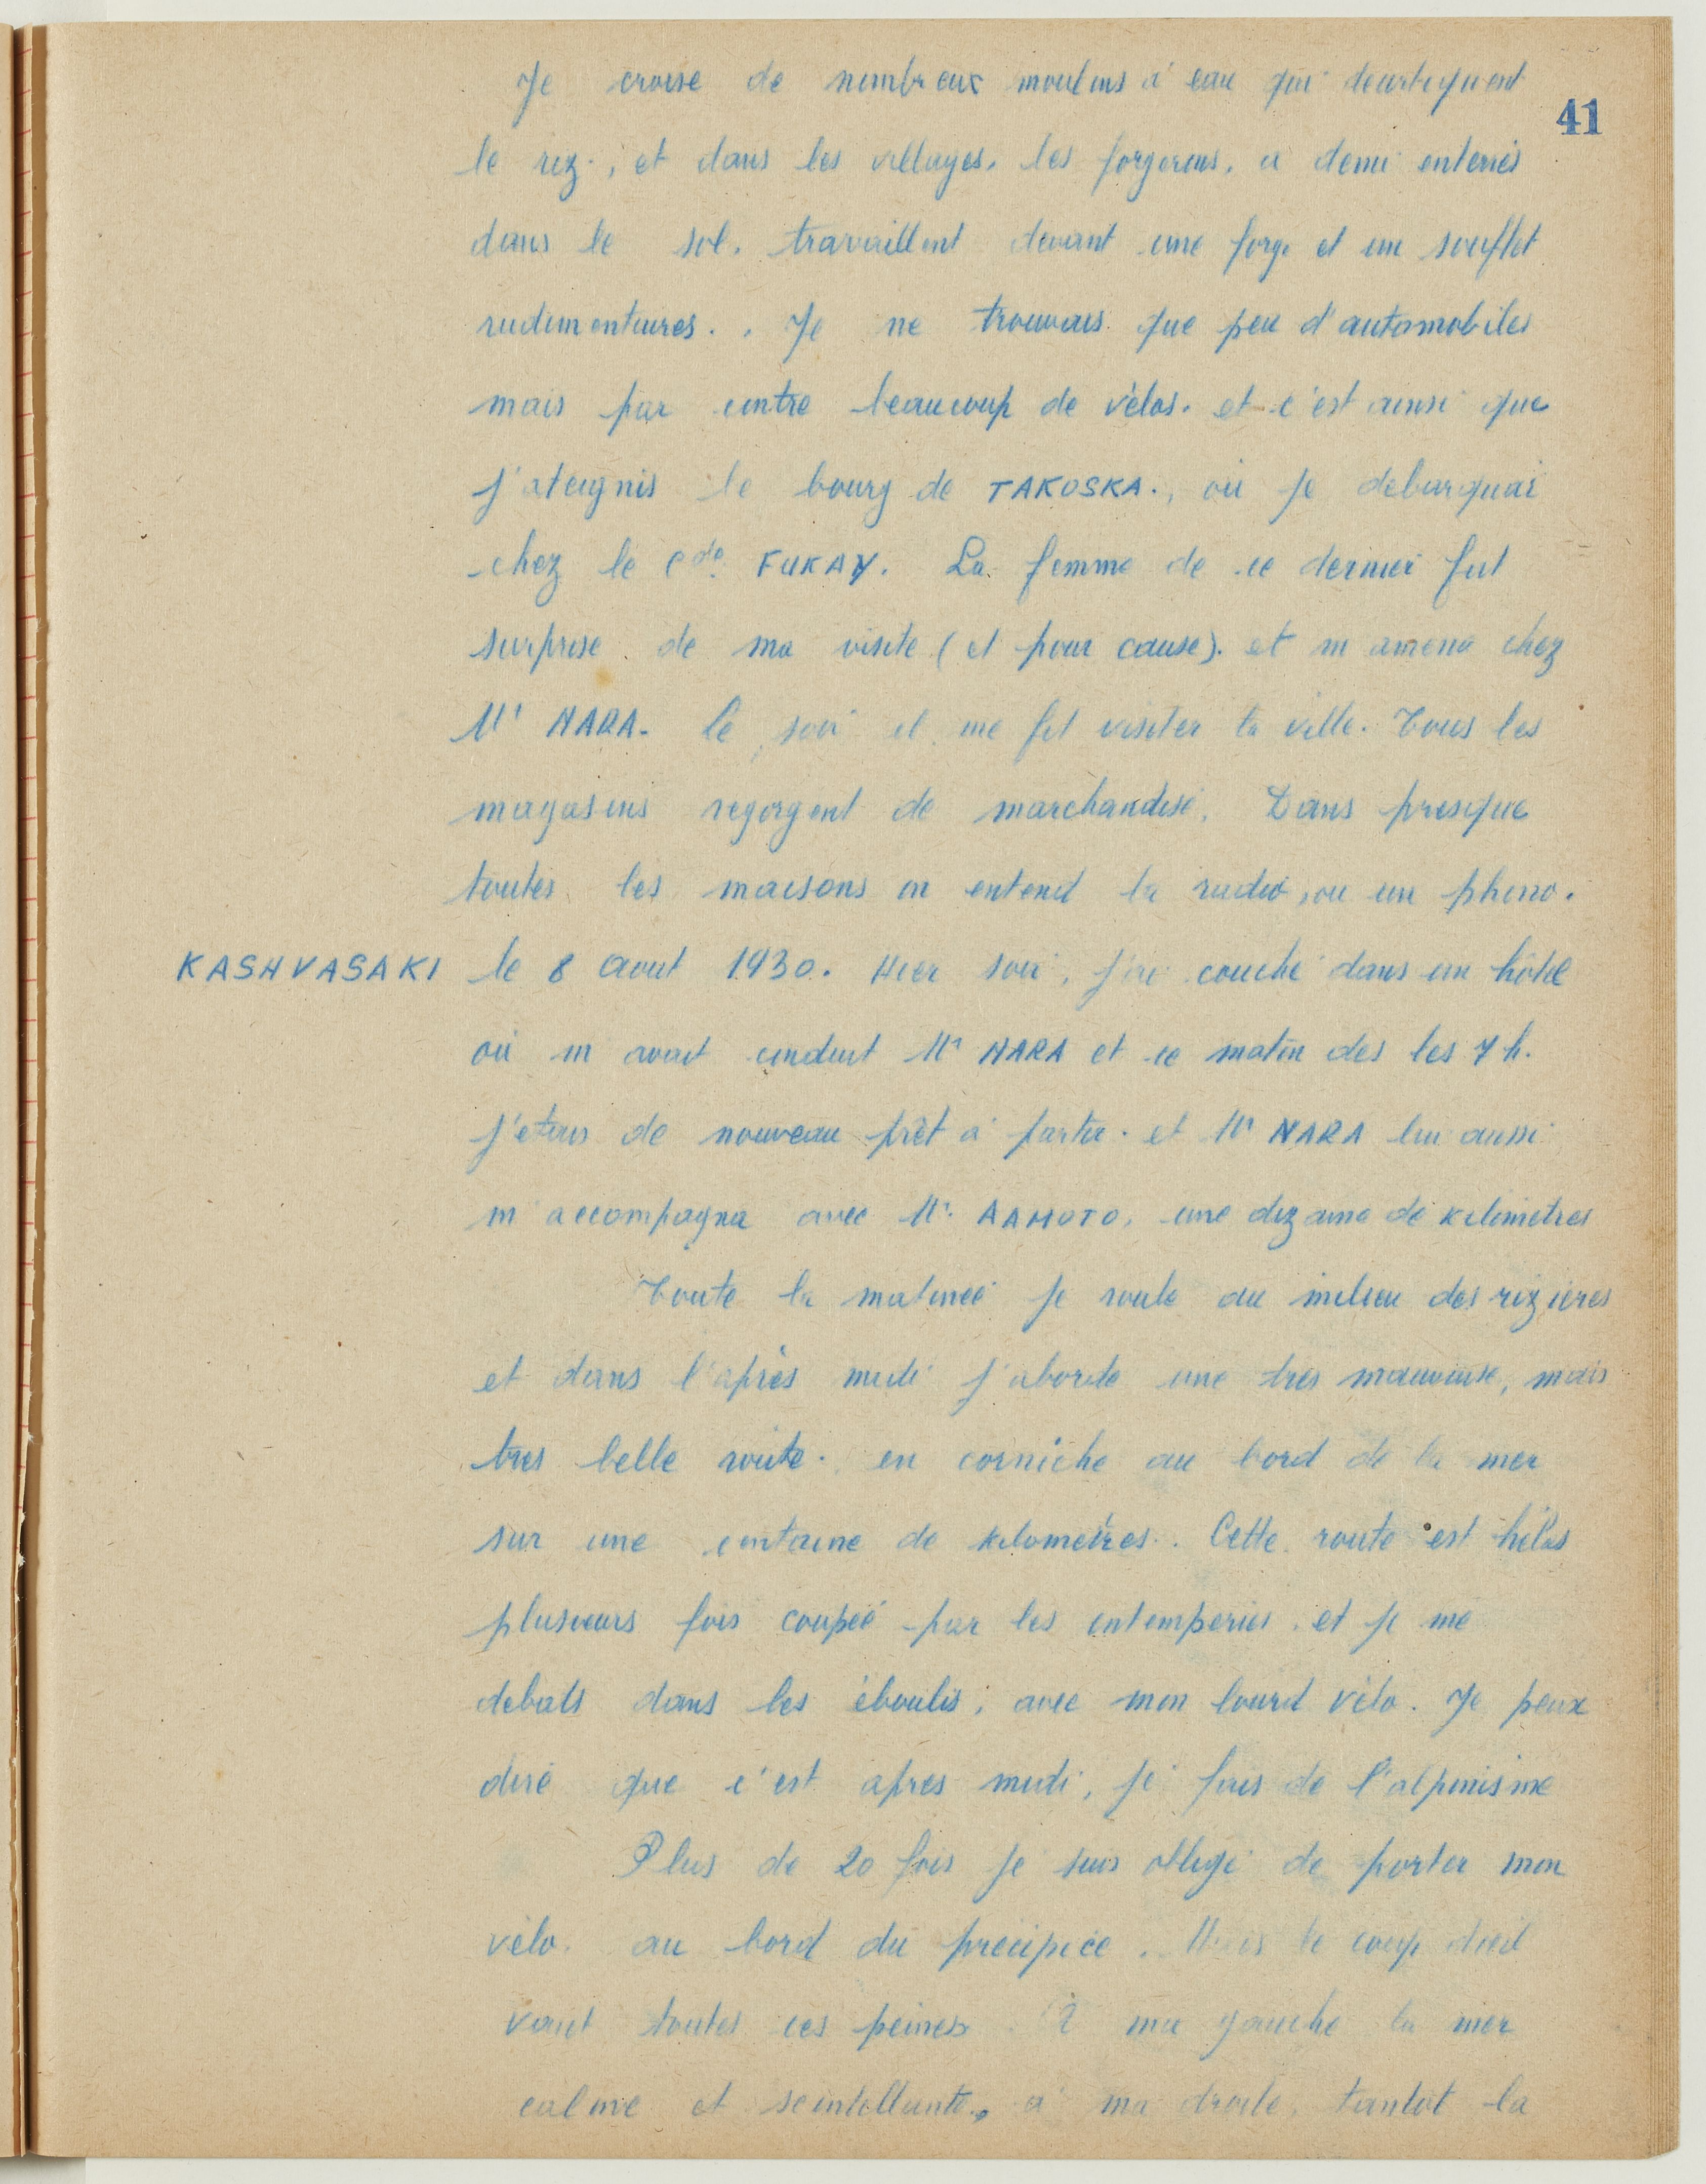 41
Je croise de nombreux moulins à eau qui decortiquent
le riz., et dans les villages. les forgerons. a demi enterrés
dans le sol. travaillent devant une forge et un soufflet
rudimentaires.. Je ne trouvais que peu d'automobiles
mais par contre beaucoup de vélos. et c'est ainsi que
j'ateignis le bourg de TAKOSKA., où je debarquai
chez le Cdo FUKAY. La femme de ce dernier fut
surprise de ma visite (et pour cause). et m'amena chez
Mr NARA. le soir il me fit visiter la ville. Tous les
magasins regorgent de marchandise. Dans presque
toutes les maisons on entend la radio, ou un phono.
KASHVASAKI le 8 aout 1930. Hier soir, j'ai couché dans un hôtel
où m'avait conduit Mr NARA et ce matin des les 7 h.
j'etais de nouveau prêt à partir. et Mr NARA lui aussi
m'accompagna avec Mr. AAMOTO, une dizaine de kilometres
Toute la matinée je roule au milieu des rizieres
et dans l'après midi j'aborde une tres mauvaise, mais
tres belle route. en corniche au bord de la mer
sur une centaine de kilometres. Cette route est hélas
plusieurs fois coupée par les intemperies. et je me
debats dans les éboulis, avec mon lourd vélo. Je peux
dire que c'est apres midi, je fais de l'alpinisme
Plus de 20 fois je suis obligé de porter mon
vélo. au bord du precipice. Mais le coup d'oeil
vaut toutes ces peines. A ma gauche la mer
calme et scintillante, a ma droite, tantot la